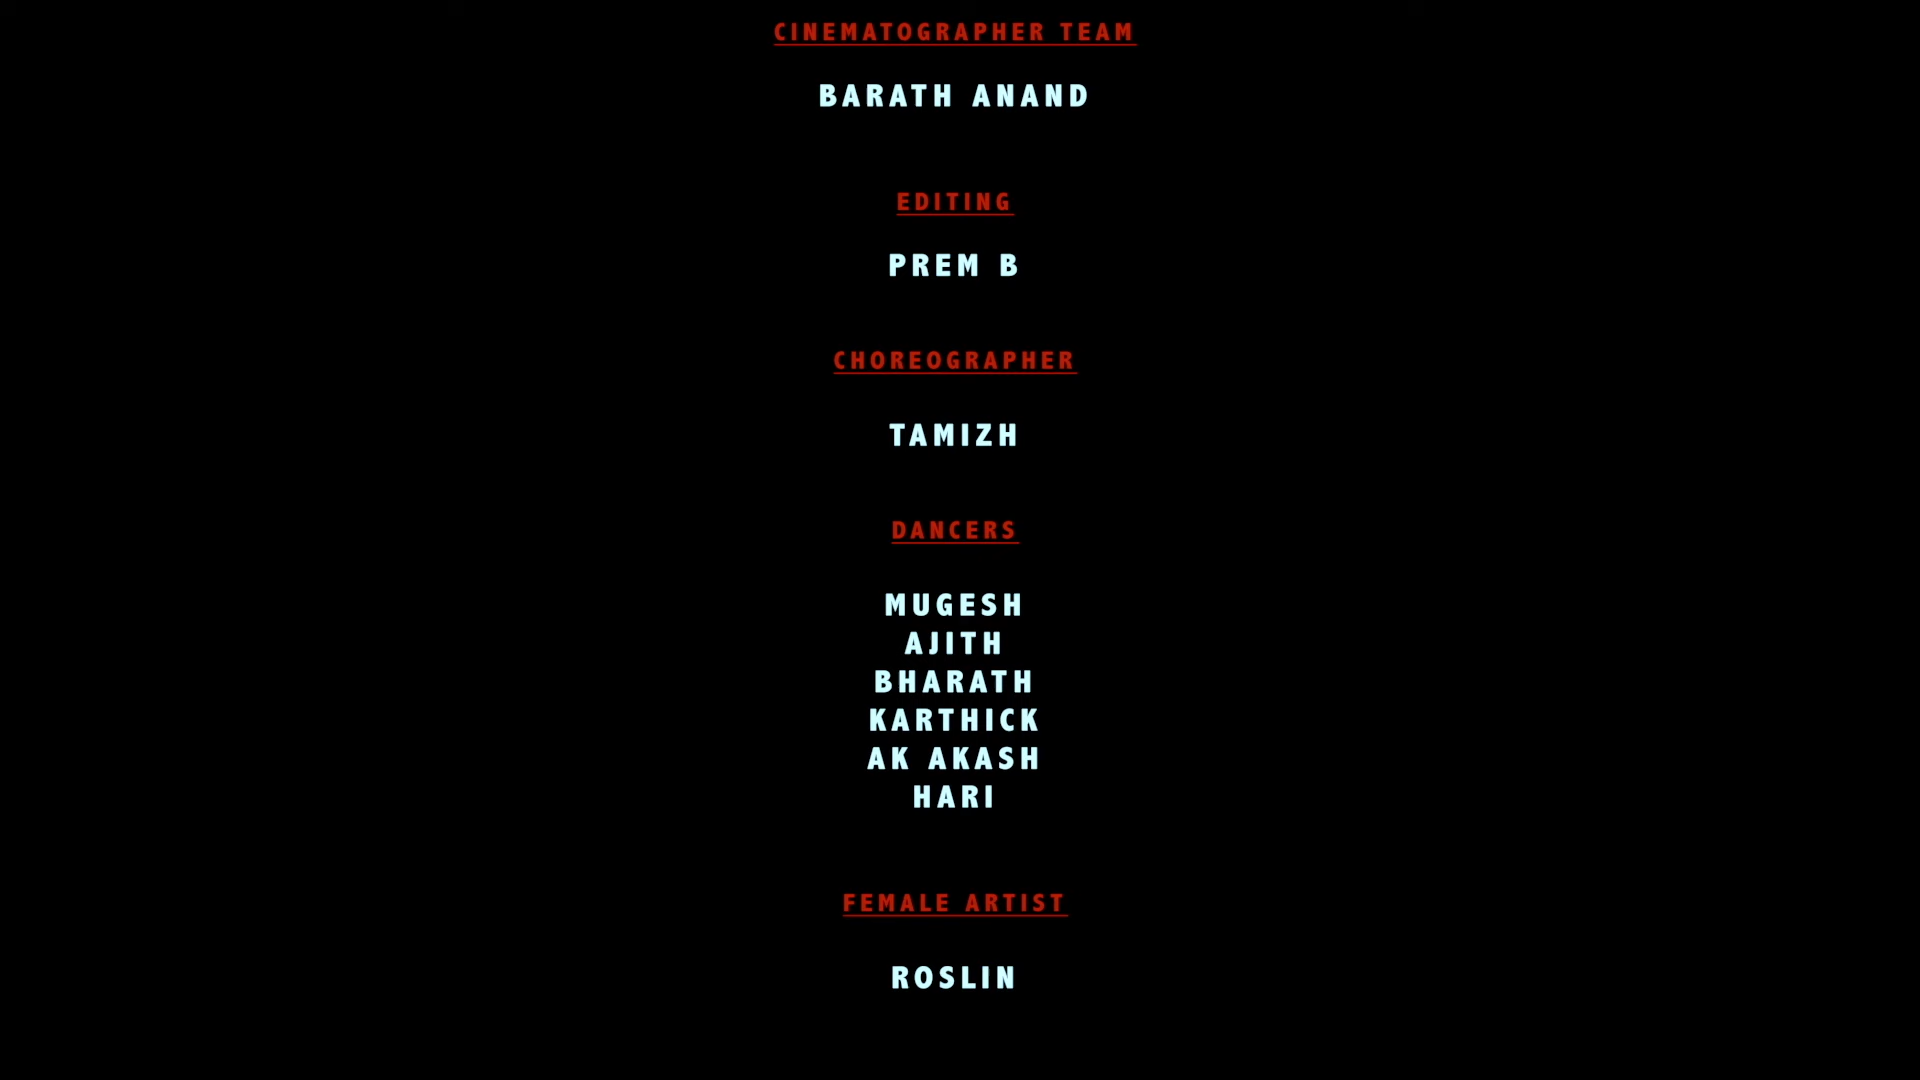 CINEMATOGRAPHER TEAM
BARATH ANAND
EDITING
PREM B
CHOREOGRAPHER
TAMIZH
DANCERS
MUGESH
AJITH
BHARATH
KARTHICK
AK AKASH
HARI
FEMALE ARTIST
ROSLIN